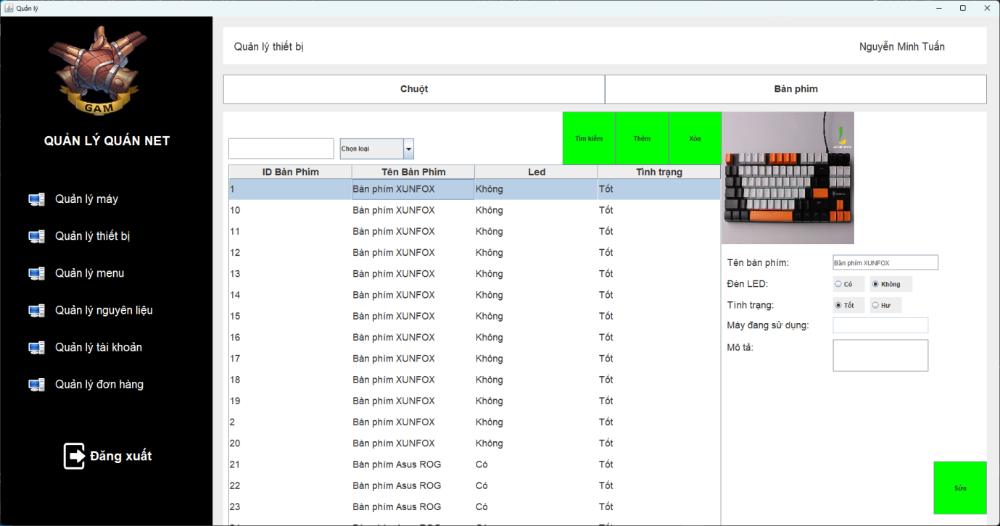 Quản lý
GAM
QUẢN LÝ QUÁN NET
Quản lý máy
Quản lý thiết bị
Quản lý menu
Quản lý nguyên liệu
Quản lý tài khoản
Quản lý đơn hàng
Đăng xuất
Quản lý thiết bị Nguyễn Minh Tuấn
Chuột Bàn phím
Chọn loại Tìm kiếm Thêm Xóa
ID Bàn Phím Tên Bàn Phím Led Tình trạng
1 Bàn phím XUNFOX Không Tốt
10 Bàn phím XUNFOX Không Tốt
11 Bàn phím XUNFOX Không Tốt
12 Bàn phím XUNFOX Không Tốt
13 Bàn phím XUNFOX Không Tốt
14 Bàn phím XUNFOX Không Tốt
15 Bàn phím XUNFOX Không Tốt
16 Bàn phím XUNFOX Không Tốt
17 Bàn phím XUNFOX Không Tốt
18 Bàn phím XUNFOX Không Tốt
19 Bàn phím XUNFOX Không Tốt
2 Bàn phím XUNFOX Không Tốt
20 Bàn phím XUNFOX Không Tốt
21 Bàn phím Asus ROG Có Tốt
22 Bàn phím Asus ROG Có Tốt
23 Bàn phím Asus ROG Có Tốt
Tên bàn phím: Bàn phím XUNFOX
Đèn LED: Có Không
Tình trạng: Tốt Hư
Máy đang sử dụng:
Mô tả:
Sửa